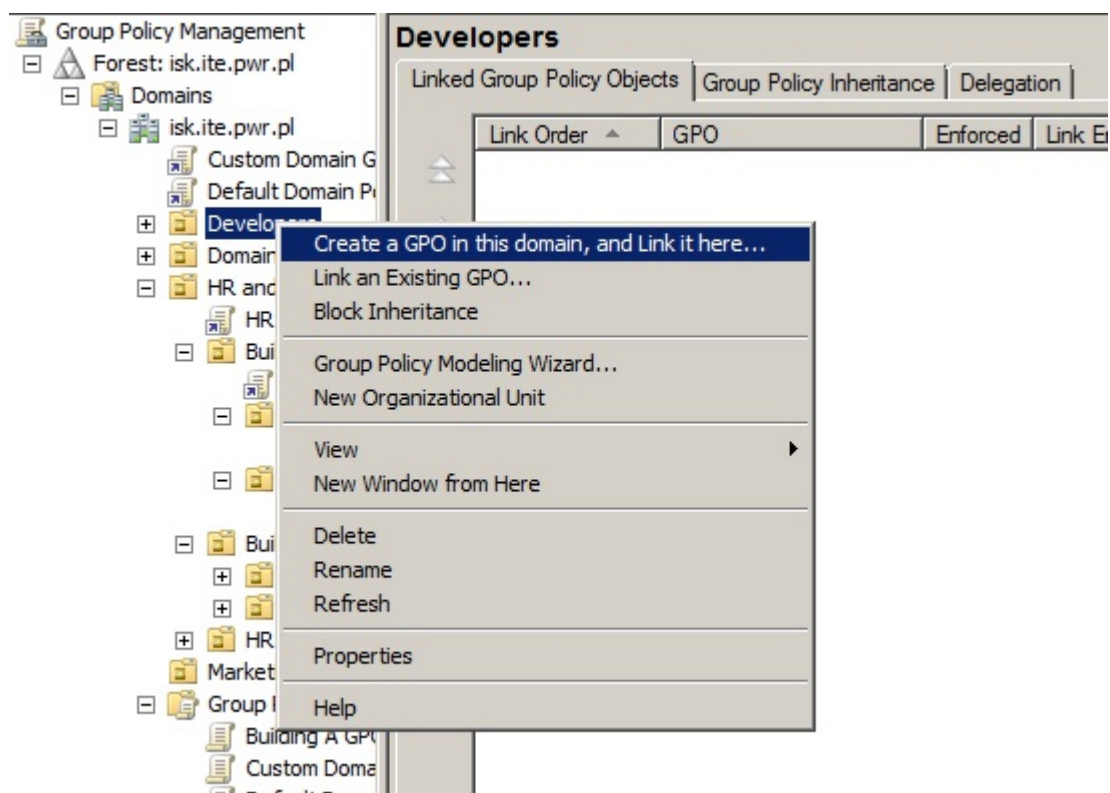 Group Policy Management
Forest: isk.ite.pwr.pl
Domains
isk.ite.pwr.pl
Custom Domain G
Default Domain P
Developers
Domain
HR and
HR
Bui
Bui
HR
Market
Group
Building A GPO
Custom Doma
Developers
Linked Group Policy Objects
Group Policy Inheritance
Delegation
Link Order
GPO
Enforced
Link E
Create a GPO in this domain, and Link it here...
Link an Existing GPO...
Block Inheritance
Group Policy Modeling Wizard...
New Organizational Unit
View
New Window from Here
Delete
Rename
Refresh
Properties
Help